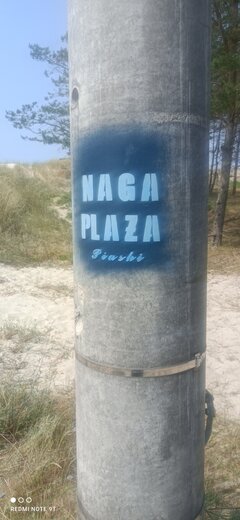 NAGA
PLAZA
Piaski
REDMI NOTE 9T